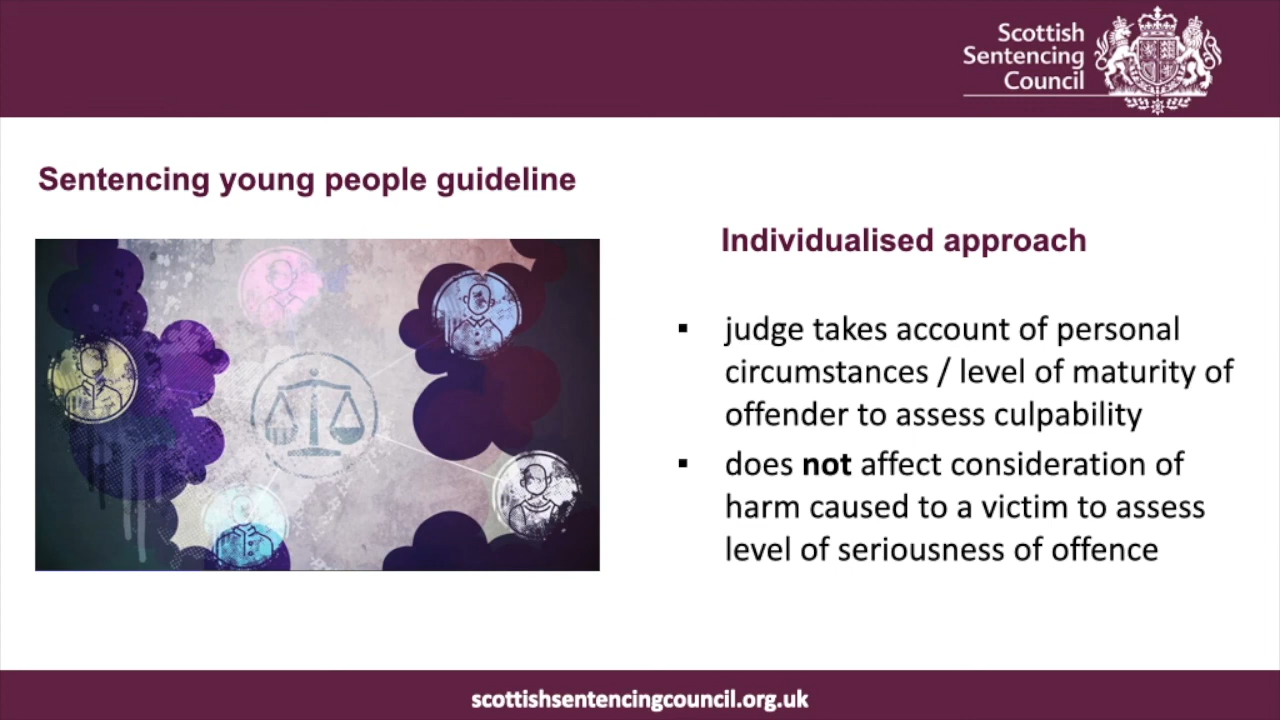 Scottish
Sentencing
Council
Sentencing young people guideline
Individualised approach
▪ judge takes account of personal
circumstances / level of maturity of
offender to assess culpability
▪ does not affect consideration of
harm caused to a victim to assess
level of seriousness of offence
scottishsentencingcouncil.org.uk